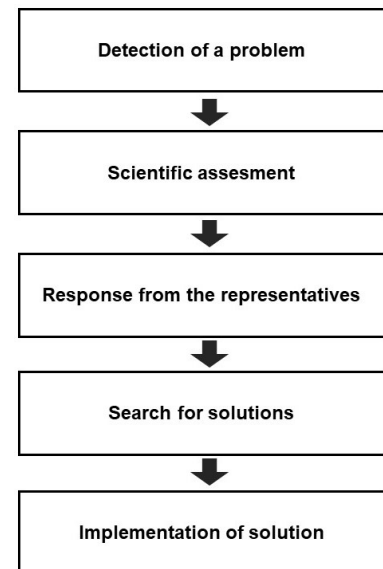 Detection of a problem
Scientific assesment
Response from the representatives
Search for solutions
Implementation of solution